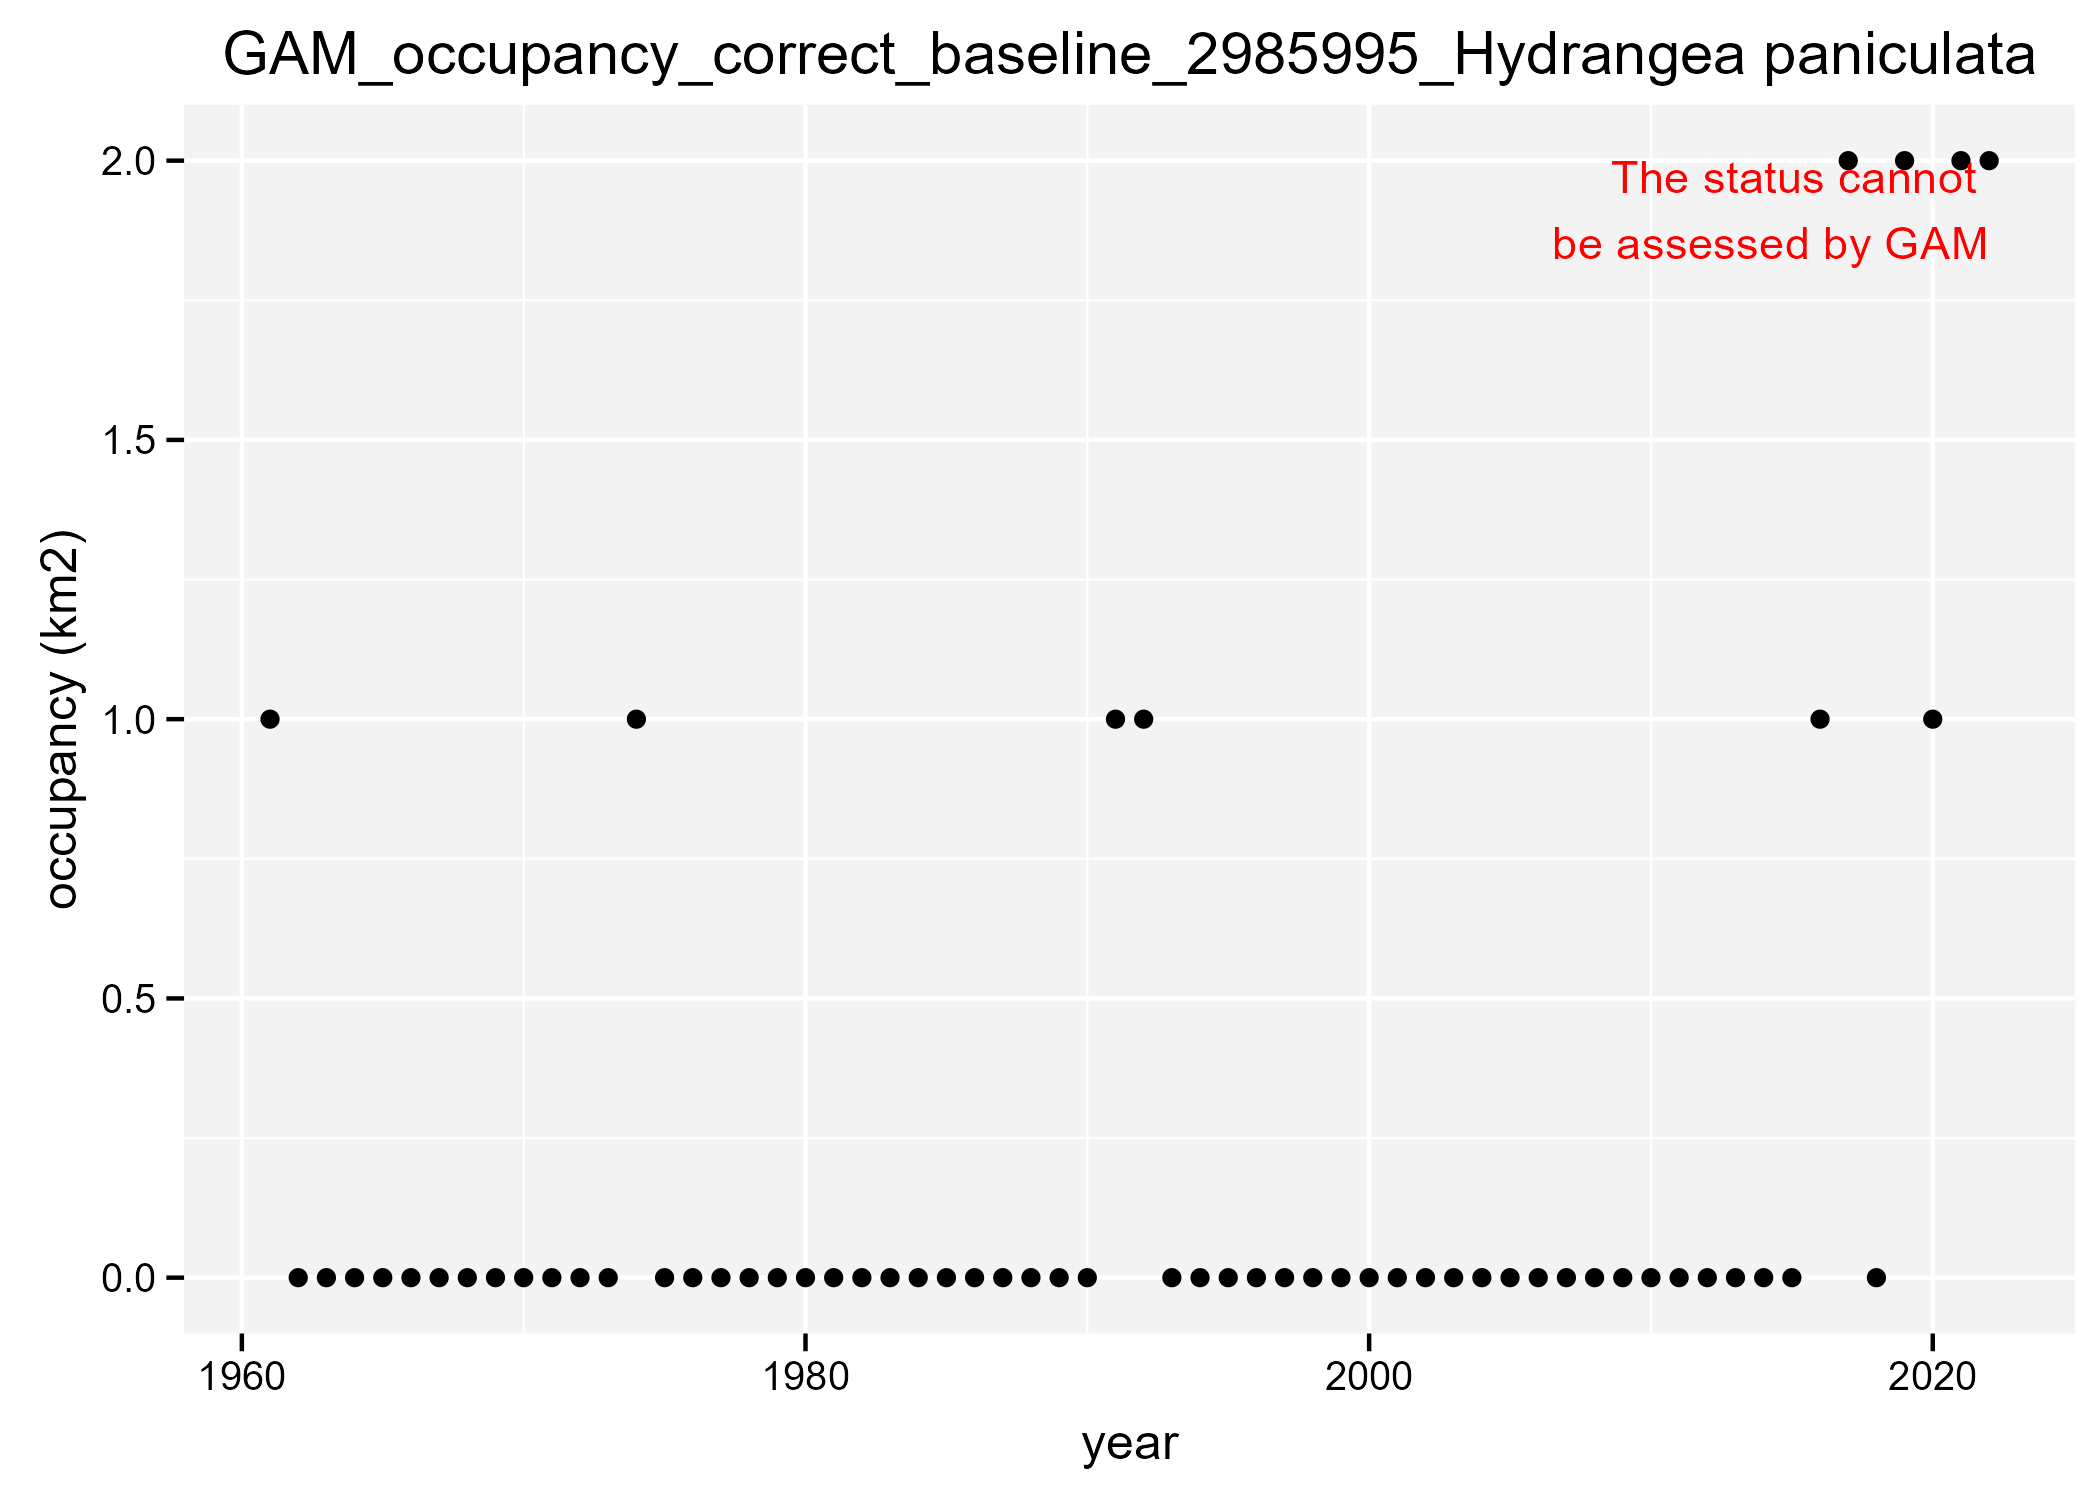 GAM_occupancy_correct_baseline_2985995_Hydrangea paniculata
2.0
The status cannot
be assessed by GAM
1.5
occupancy (km2)
1.0
0.5
0.0
1960 1980 2000 2020
year